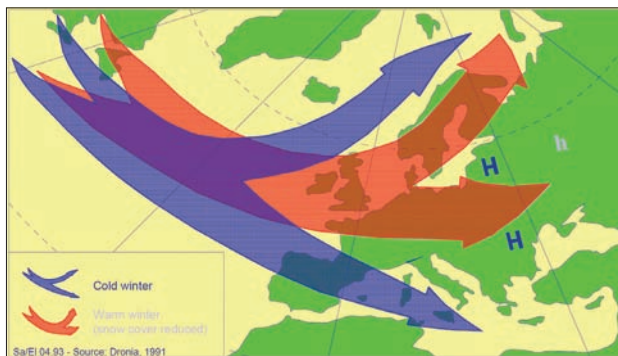 h
H
H
Cold winter
Warm winter
(snow cover reduced)
Sa/El 04.93 - Source: Dronia, 1991